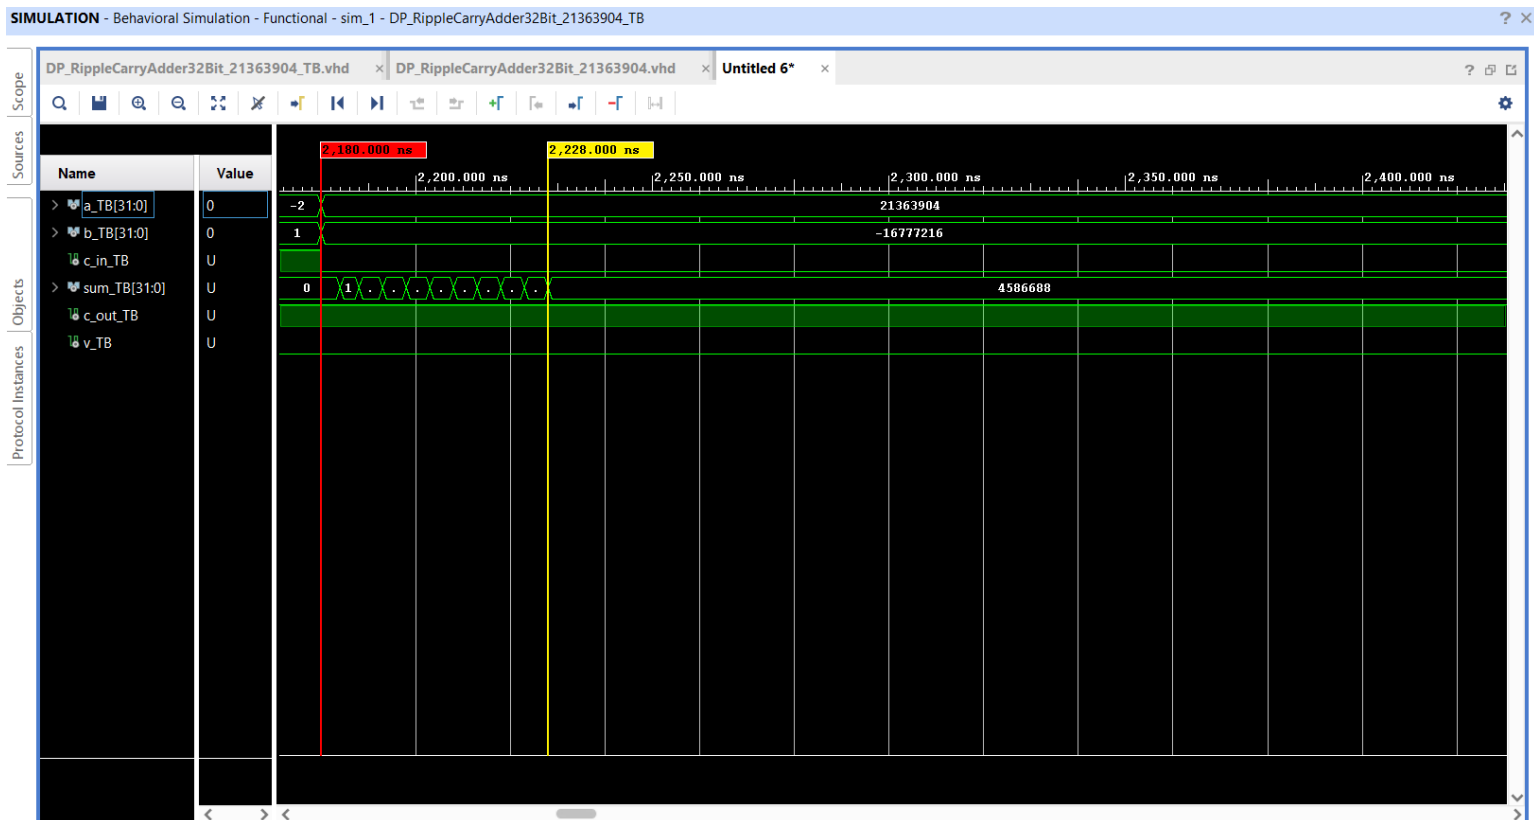 SIMULATION - Behavioral Simulation - Functional - sim_1 - DP_RippleCarryAdder32Bit_21363904_TB ? ×
DP_RippleCarryAdder32Bit_21363904_TB.vhd × DP_RippleCarryAdder32Bit_21363904.vhd × Untitled 6* × ?
Scope
Sources
Objects
Protocol Instances
2,180.000 ns 2,228.000 ns
Name Value 2,200.000 ns 2,250.000 ns 2,300.000 ns 2,350.000 ns 2,400.000 ns
a_TB[31:0] 0 -2 21363904
b_TB[31:0] 0 1 -16777216
c_in_TB U
sum_TB[31:0] U 0 1 . . . . . . . . 4586688
c_out_TB U
v_TB U